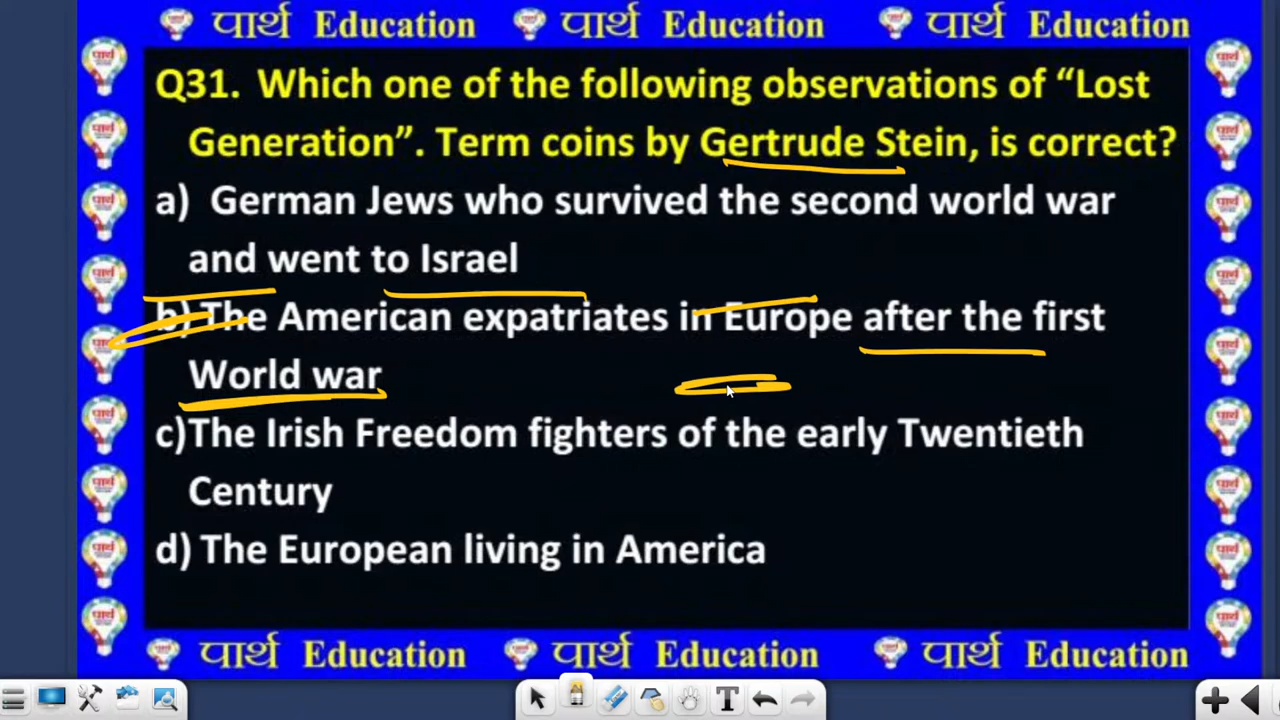 पार्थ Education पार्थ Education पार्थ Education
Q31. Which one of the following observations of “Lost
Generation”. Term coins by Gertrude Stein, is correct?
a) German Jews who survived the second world war
and went to Israel
b) The American expatriates in Europe after the first
World war
c)The Irish Freedom fighters of the early Twentieth
Century
d) The European living in America
पार्थ Education पार्थ Education पार्थ Education
T